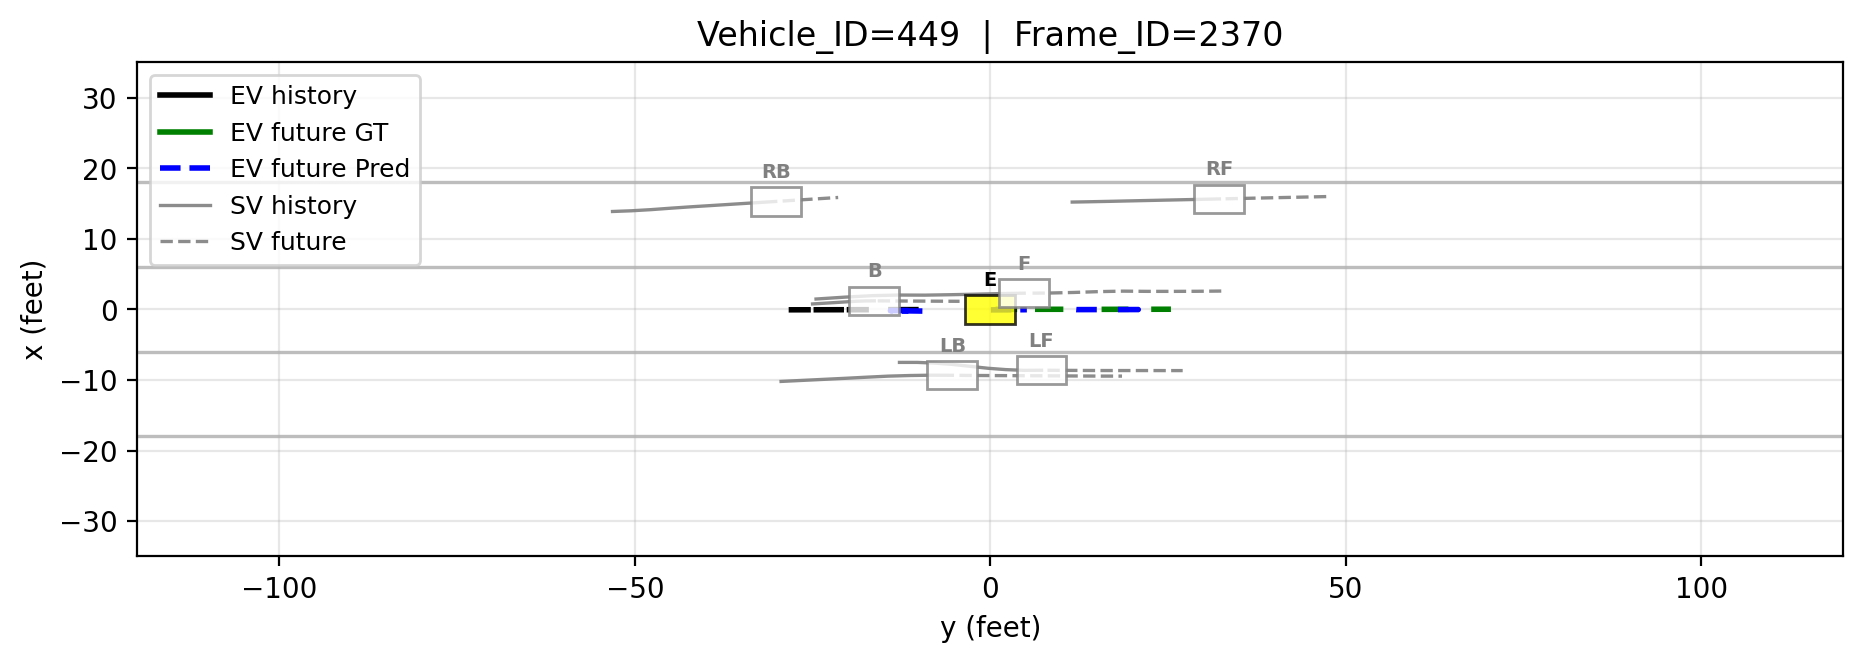 Vehicle_ID=449 | Frame_ID=2370
EV history
EV future GT
EV future Pred
SV history
SV future
RB
RF
B
E
F
LB
LF
30
20
10
0
−10
−20
−30
x (feet)
−100
−50
0
50
100
y (feet)